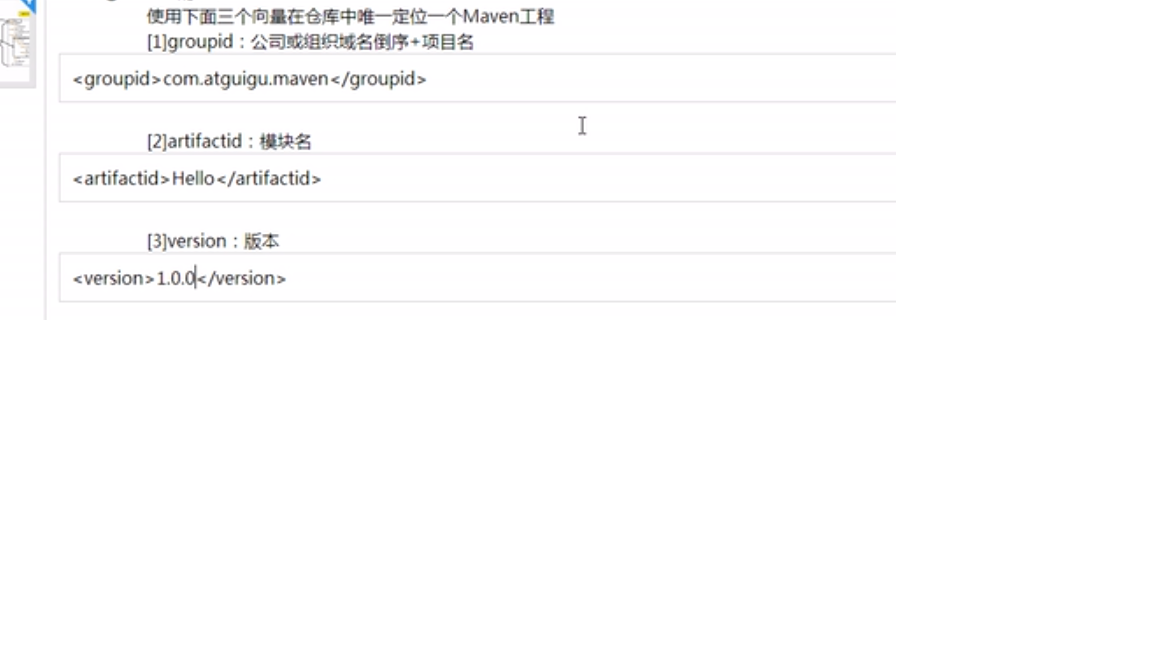 使用下面三个向量在仓库中唯一定位一个Maven工程
[1]groupid：公司或组织域名倒序+项目名
<groupid>com.atguigu.maven</groupid>
[2]artifactid：模块名
<artifactid>Hello</artifactid>
[3]version：版本
<version>1.0.0</version>